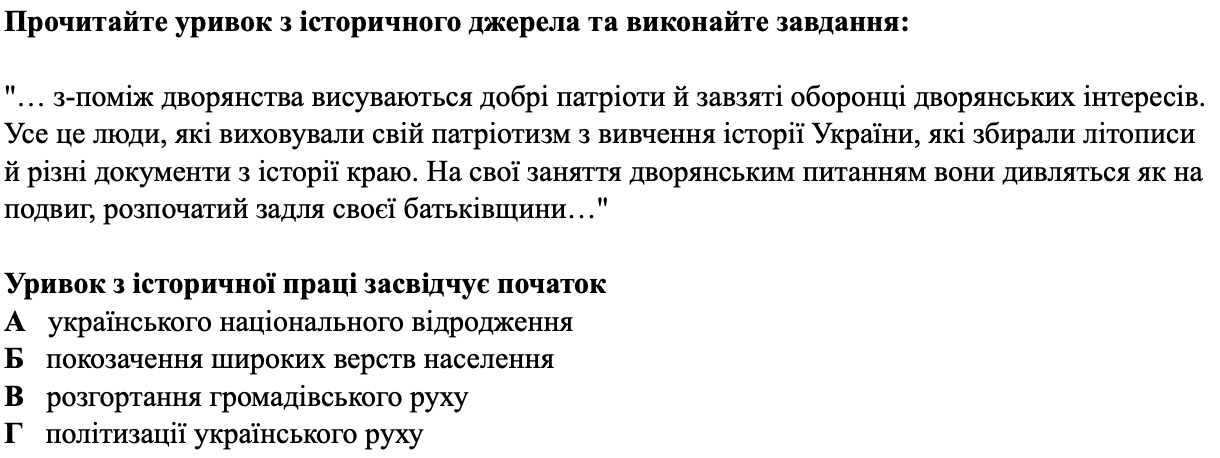 Прочитайте уривок з історичного джерела та виконайте завдання:
"… з-поміж дворянства висуваються добрі патріоти й завзяті оборонці дворянських інтересів.
Усе це люди, які виховували свій патріотизм з вивчення історії України, які збирали літописи
й різні документи з історії краю. На свої заняття дворянським питанням вони дивляться як на
подвиг, розпочатий задля своєї батьківщини…"
Уривок з історичної праці засвідчує початок
А українського національного відродження
Б покозачення широких верств населення
В розгортання громадівського руху
Г політизації українського руху